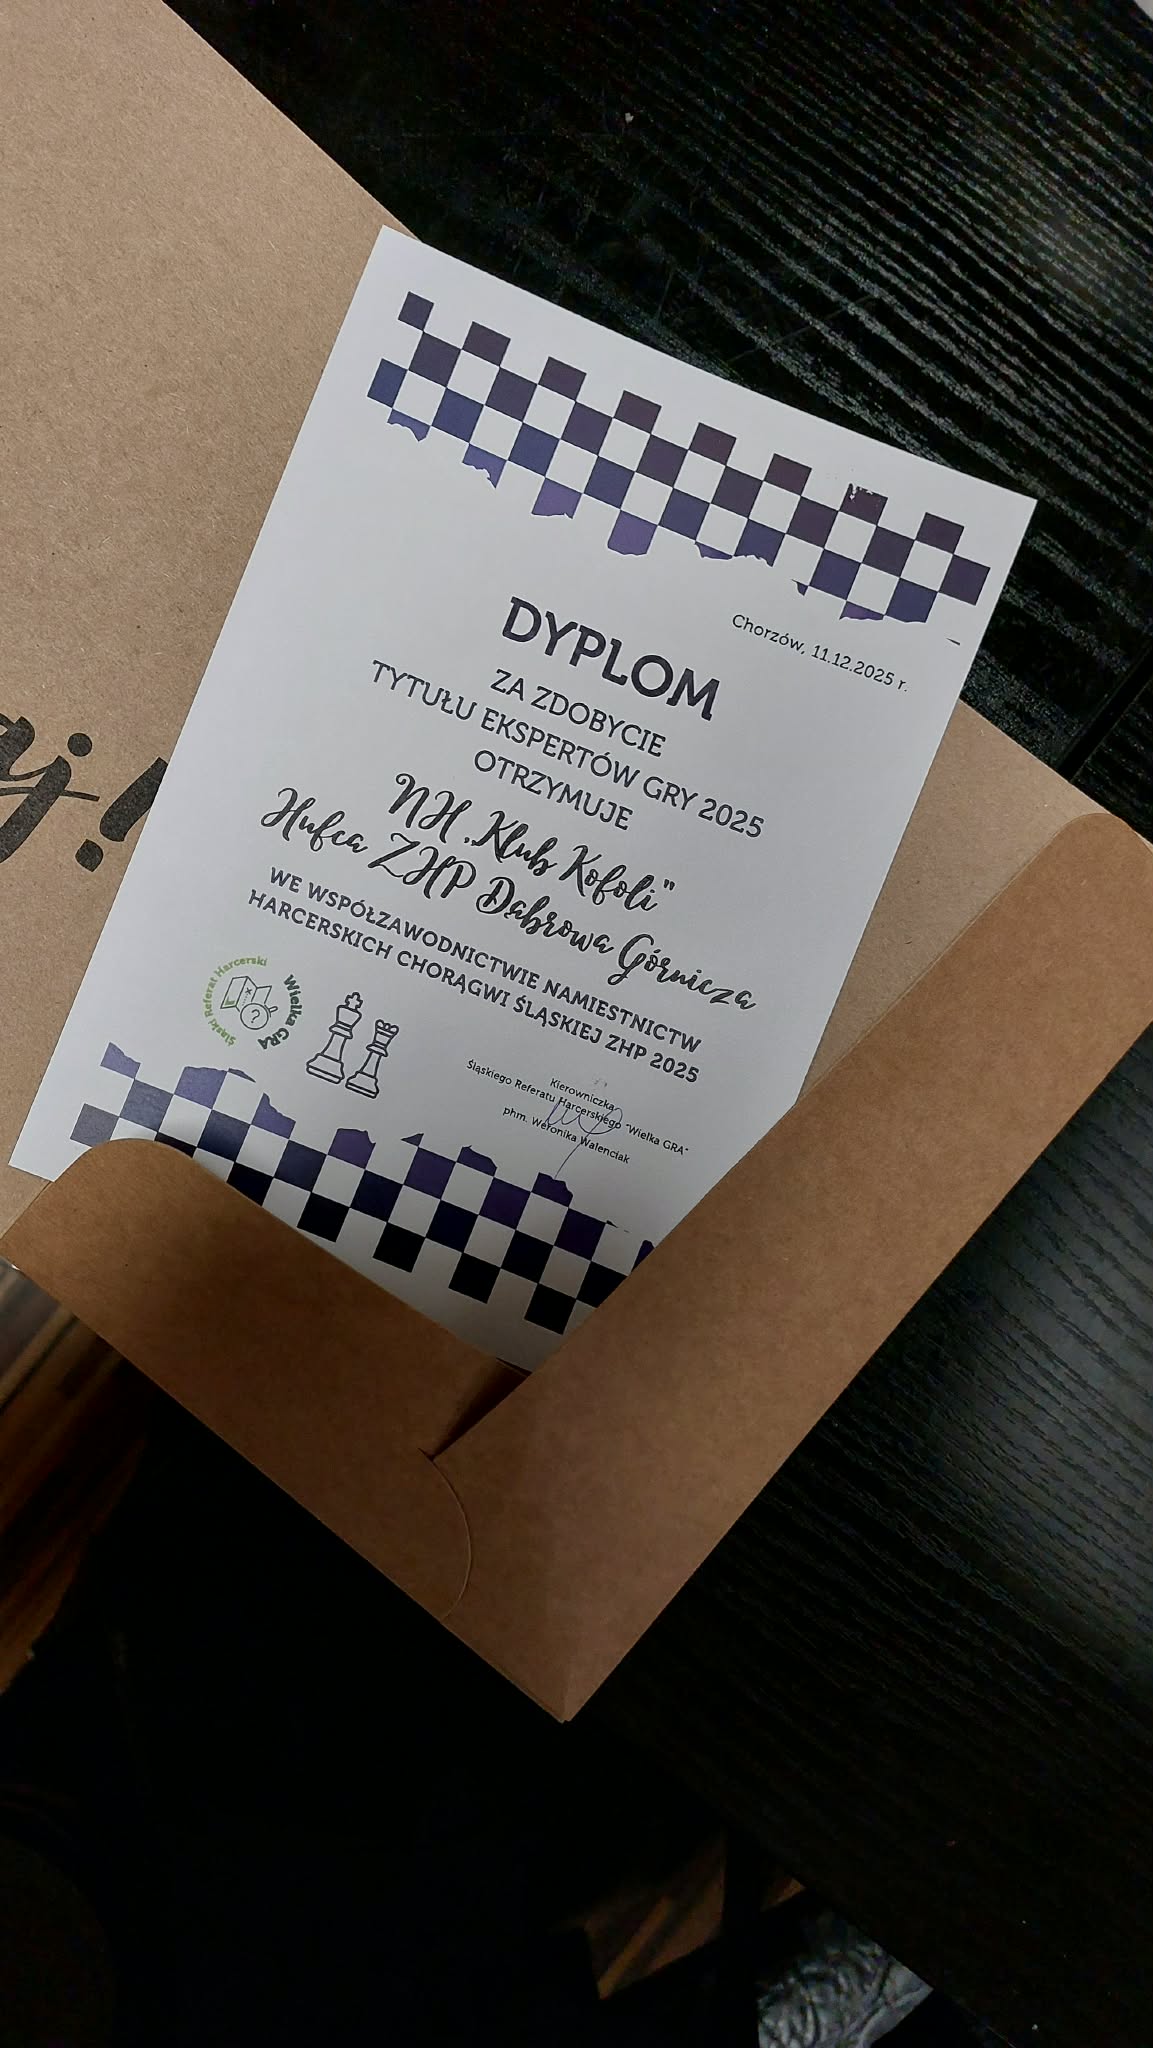 aj!
Chorzów, 11.12.2025 r.
DYPLOM
ZA ZDOBYCIE
TYTUŁU EKSPERTÓW GRY 2025
OTRZYMUJE
NH „Klub Kofoli"
Hufca ZHP Dąbrowa Górnicza
WE WSPÓŁZAWODNICTWIE NAMIESTNICTW
HARCERSKICH CHORĄGWI ŚLĄSKIEJ ZHP 2025
Śląski Referat Harcerski
Wielka GRA
?
Kierowniczka
Śląskiego Referatu Harcerskiego "Wielka GRA"
phm. Weronika Walenciak